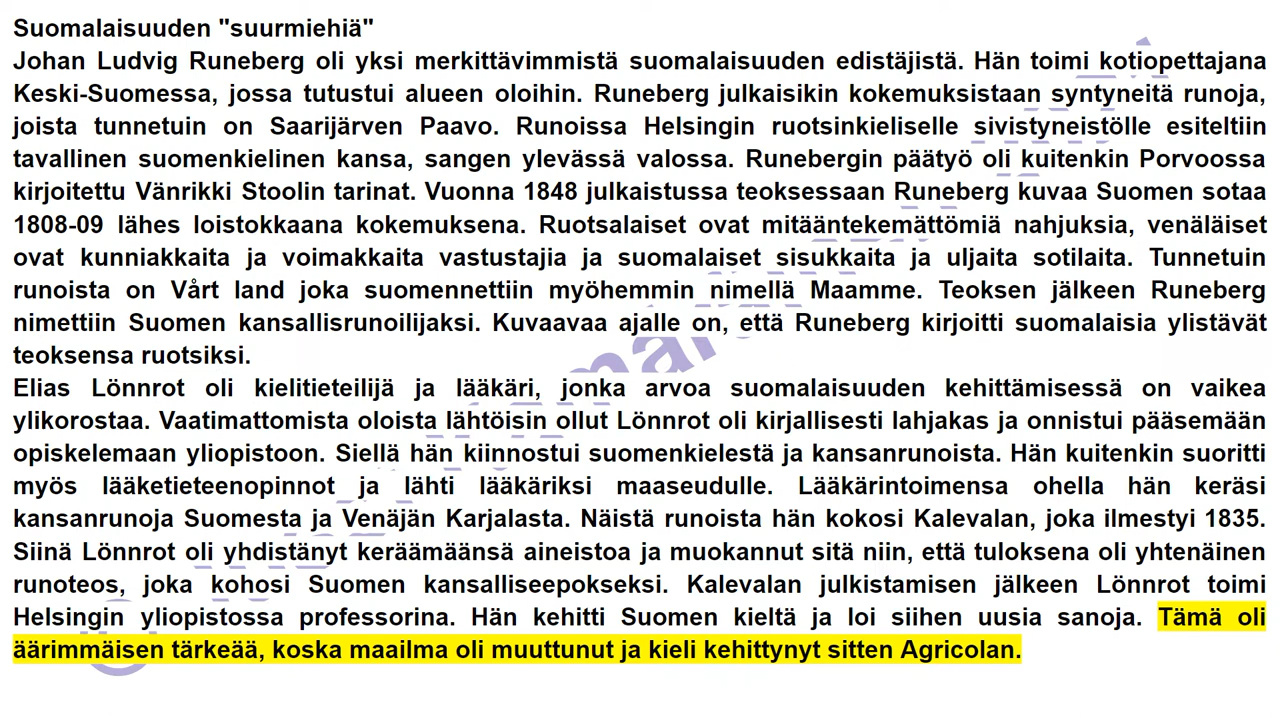 Suomalaisuuden "suurmiehiä"
Johan Ludvig Runeberg oli yksi merkittävimmistä suomalaisuuden edistäjistä. Hän toimi kotiopettajana
Keski-Suomessa, jossa tutustui alueen oloihin. Runeberg julkaisikin kokemuksistaan syntyneitä runoja,
joista tunnetuin on Saarijärven Paavo. Runoissa Helsingin ruotsinkieliselle sivistyneistölle esiteltiin
tavallinen suomenkielinen kansa, sangen ylevässä valossa. Runebergin päätyö oli kuitenkin Porvoossa
kirjoitettu Vänrikki Stoolin tarinat. Vuonna 1848 julkaistussa teoksessaan Runeberg kuvaa Suomen sotaa
1808-09 lähes loistokkaana kokemuksena. Ruotsalaiset ovat mitääntekemättömiä nahjuksia, venäläiset
ovat kunniakkaita ja voimakkaita vastustajia ja suomalaiset sisukkaita ja uljaita sotilaita. Tunnetuin
runoista on Vårt land joka suomennettiin myöhemmin nimellä Maamme. Teoksen jälkeen Runeberg
nimettiin Suomen kansallisrunoilijaksi. Kuvaavaa ajalle on, että Runeberg kirjoitti suomalaisia ylistävät
teoksensa ruotsiksi.
Elias Lönnrot oli kielitieteilijä ja lääkäri, jonka arvoa suomalaisuuden kehittämisessä on vaikea
ylikorostaa. Vaatimattomista oloista lähtöisin ollut Lönnrot oli kirjallisesti lahjakas ja onnistui pääsemään
opiskelemaan yliopistoon. Siellä hän kiinnostui suomenkielestä ja kansanrunoista. Hän kuitenkin suoritti
myös lääketieteenopinnot ja lähti lääkäriksi maaseudulle. Lääkärintoimensa ohella hän keräsi
kansanrunoja Suomesta ja Venäjän Karjalasta. Näistä runoista hän kokosi Kalevalan, joka ilmestyi 1835.
Siinä Lönnrot oli yhdistänyt keräämäänsä aineistoa ja muokannut sitä niin, että tuloksena oli yhtenäinen
runoteos, joka kohosi Suomen kansalliseepokseksi. Kalevalan julkistamisen jälkeen Lönnrot toimi
Helsingin yliopistossa professorina. Hän kehitti Suomen kieltä ja loi siihen uusia sanoja. Tämä oli
äärimmäisen tärkeää, koska maailma oli muuttunut ja kieli kehittynyt sitten Agricolan.